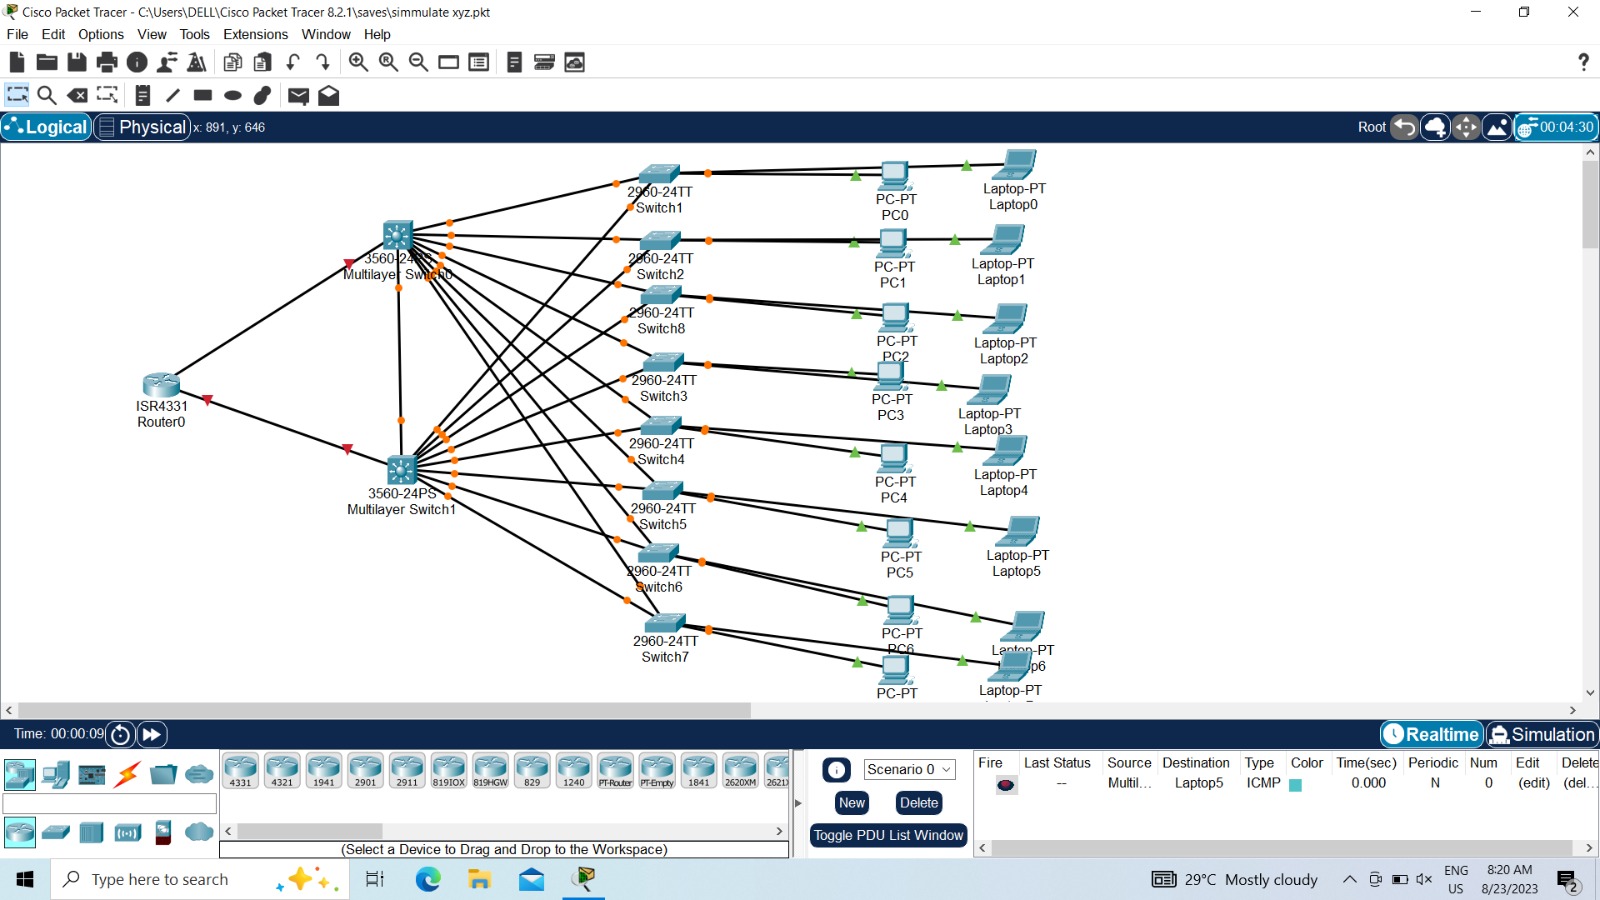 Cisco Packet Tracer - C:\Users\DELL\Cisco Packet Tracer 8.2.1\saves\simmulate xyz.pkt
File Edit Options View Tools Extensions Window Help
Logical Physical x: 891, y: 646
Root 00:04:30
2960-24TT
Switch1
PC-PT
PC0
Laptop-PT
Laptop0
3560-24PS
Multilayer Switch0
2960-24TT
Switch2
PC-PT
PC1
Laptop-PT
Laptop1
2960-24TT
Switch8
PC-PT
PC2
Laptop-PT
Laptop2
ISR4331
Router0
2960-24TT
Switch3
PC-PT
PC3
Laptop-PT
Laptop3
2960-24TT
Switch4
PC-PT
PC4
Laptop-PT
Laptop4
3560-24PS
Multilayer Switch1
2960-24TT
Switch5
PC-PT
PC5
Laptop-PT
Laptop5
2960-24TT
Switch6
PC-PT
PC6
Laptop-PT
2960-24TT
Switch7
PC-PT
Laptop-PT
Time: 00:00:09
Realtime Simulation
4331 4321 1941 2901 2911 819IOX 819HGW 829 1240 PT-Router PT-Empty 1841 2620XM 2621X
(Select a Device to Drag and Drop to the Workspace)
Scenario 0
New Delete
Toggle PDU List Window
Fire Last Status Source Destination Type Color Time(sec) Periodic Num Edit Delete
-- Multil... Laptop5 ICMP 0.000 N 0 (edit) (del...
Type here to search
29°C Mostly cloudy
ENG
US
8:20 AM
8/23/2023
2